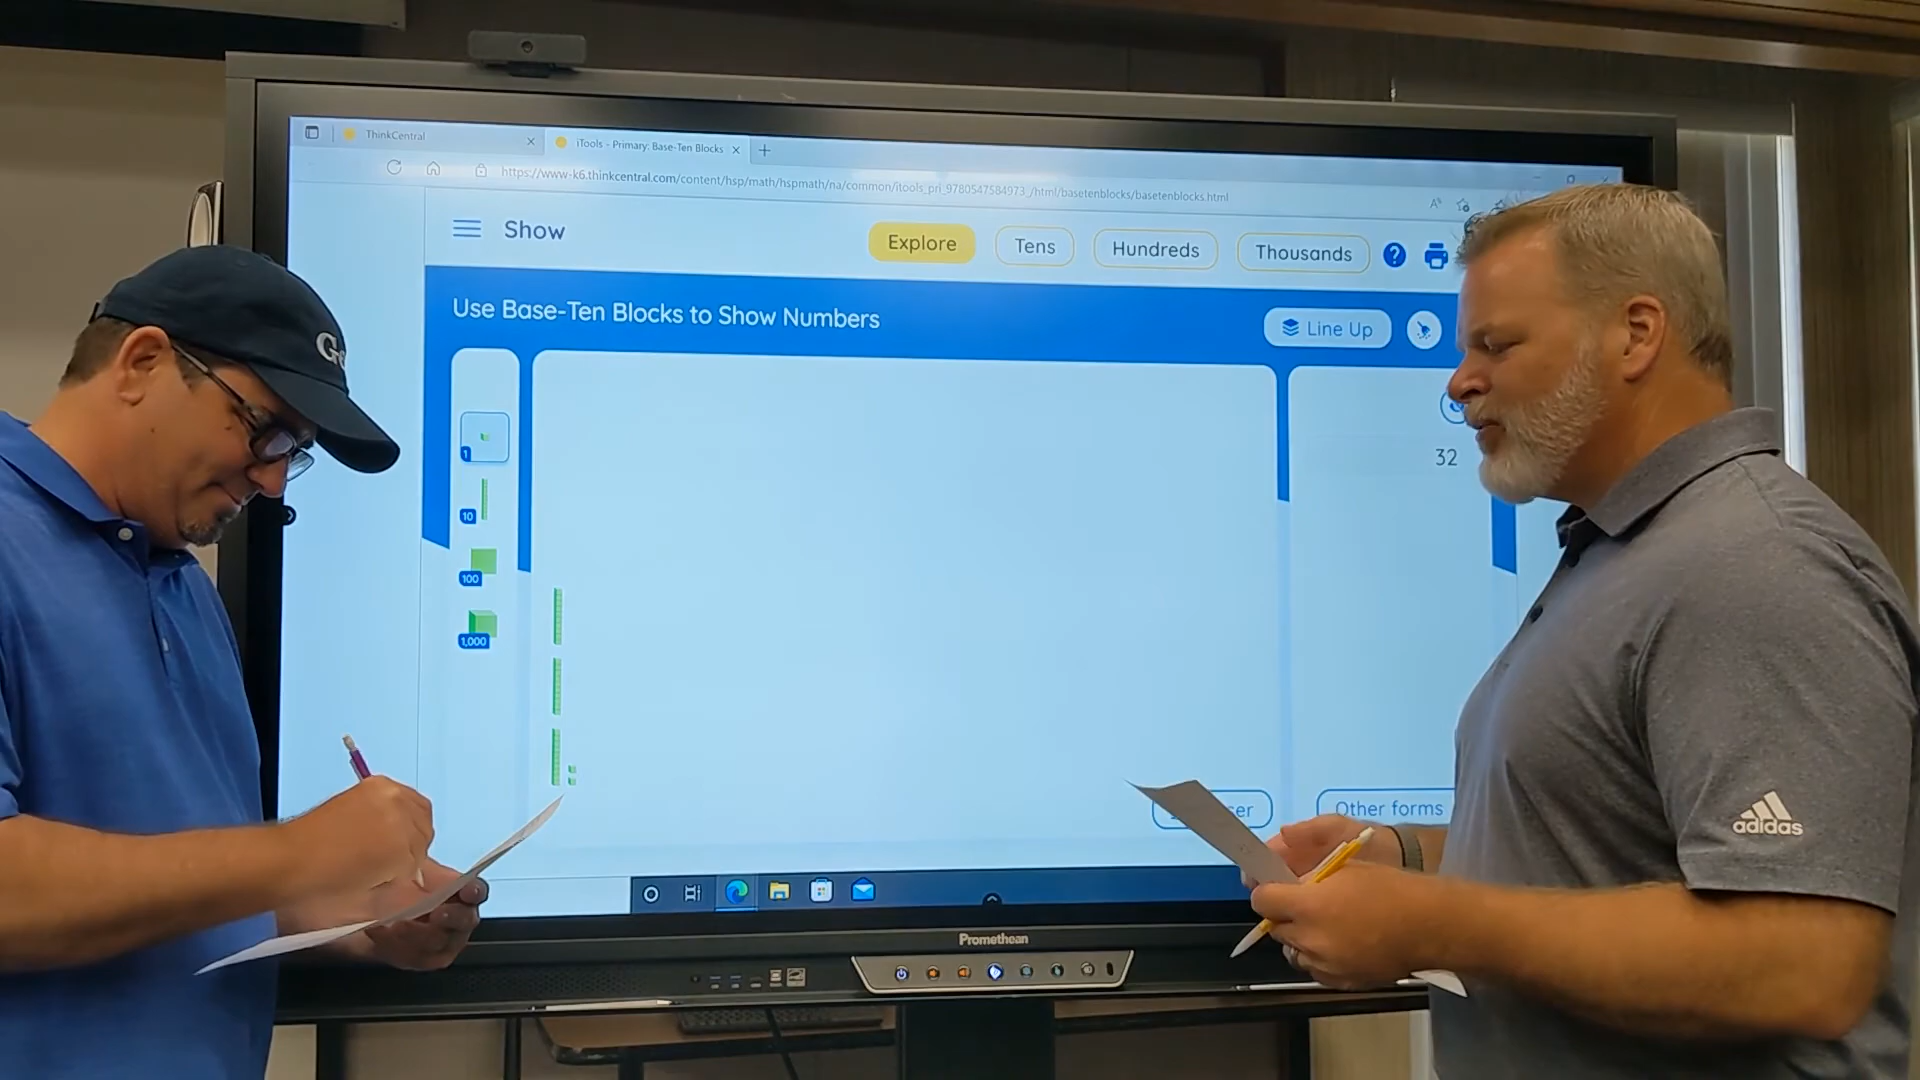 ThinkCentral
iTools - Primary: Base-Ten Blocks
https://www-k6.thinkcentral.com/content/hsp/math/hspmath/na/common/itools_pri_9780547584973_/html/basetenblocks/basetenblocks.html
Show
Explore
Tens
Hundreds
Thousands
?
Use Base-Ten Blocks to Show Numbers
Line Up
1
10
100
1,000
32
Other forms
Promethean
adidas